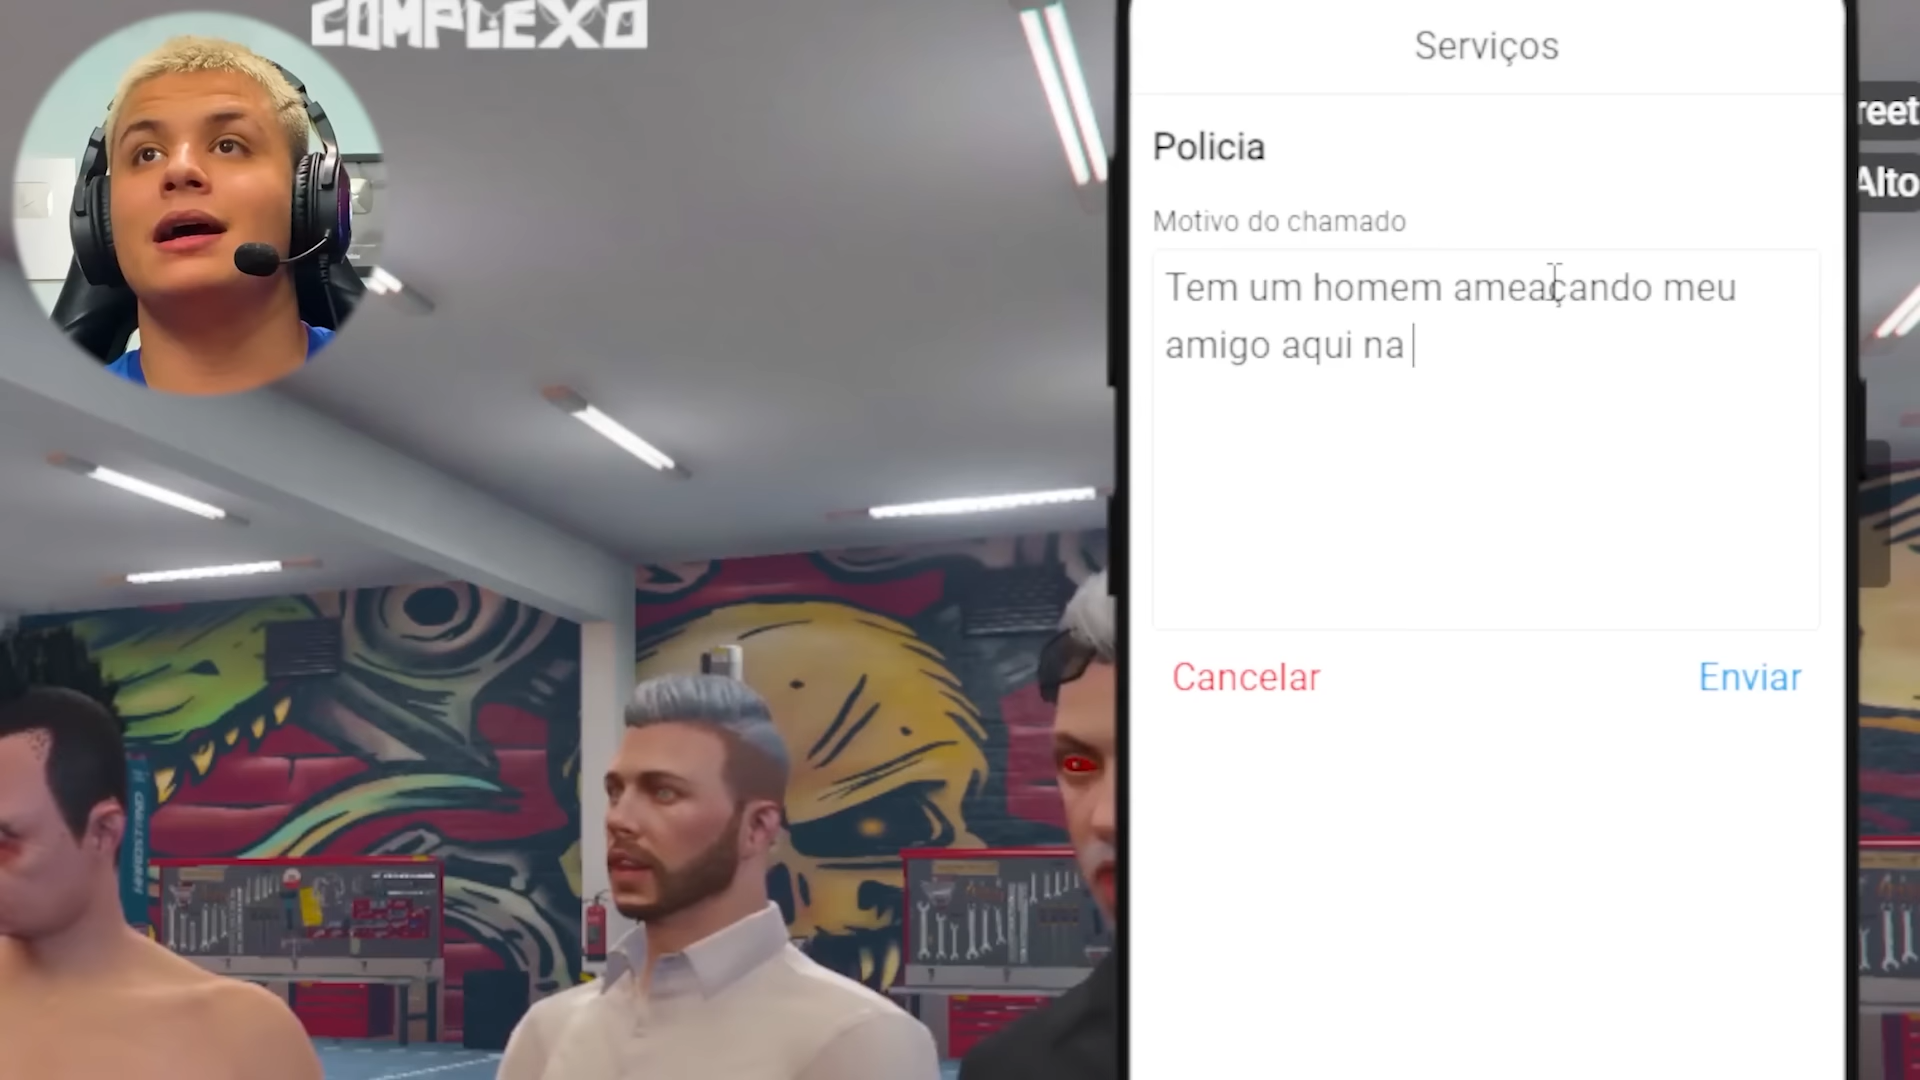 COMPLEXO
Serviços
Policia
Motivo do chamado
Tem um homem ameaçando meu
amigo aqui na
Cancelar
Enviar
reet
Alto